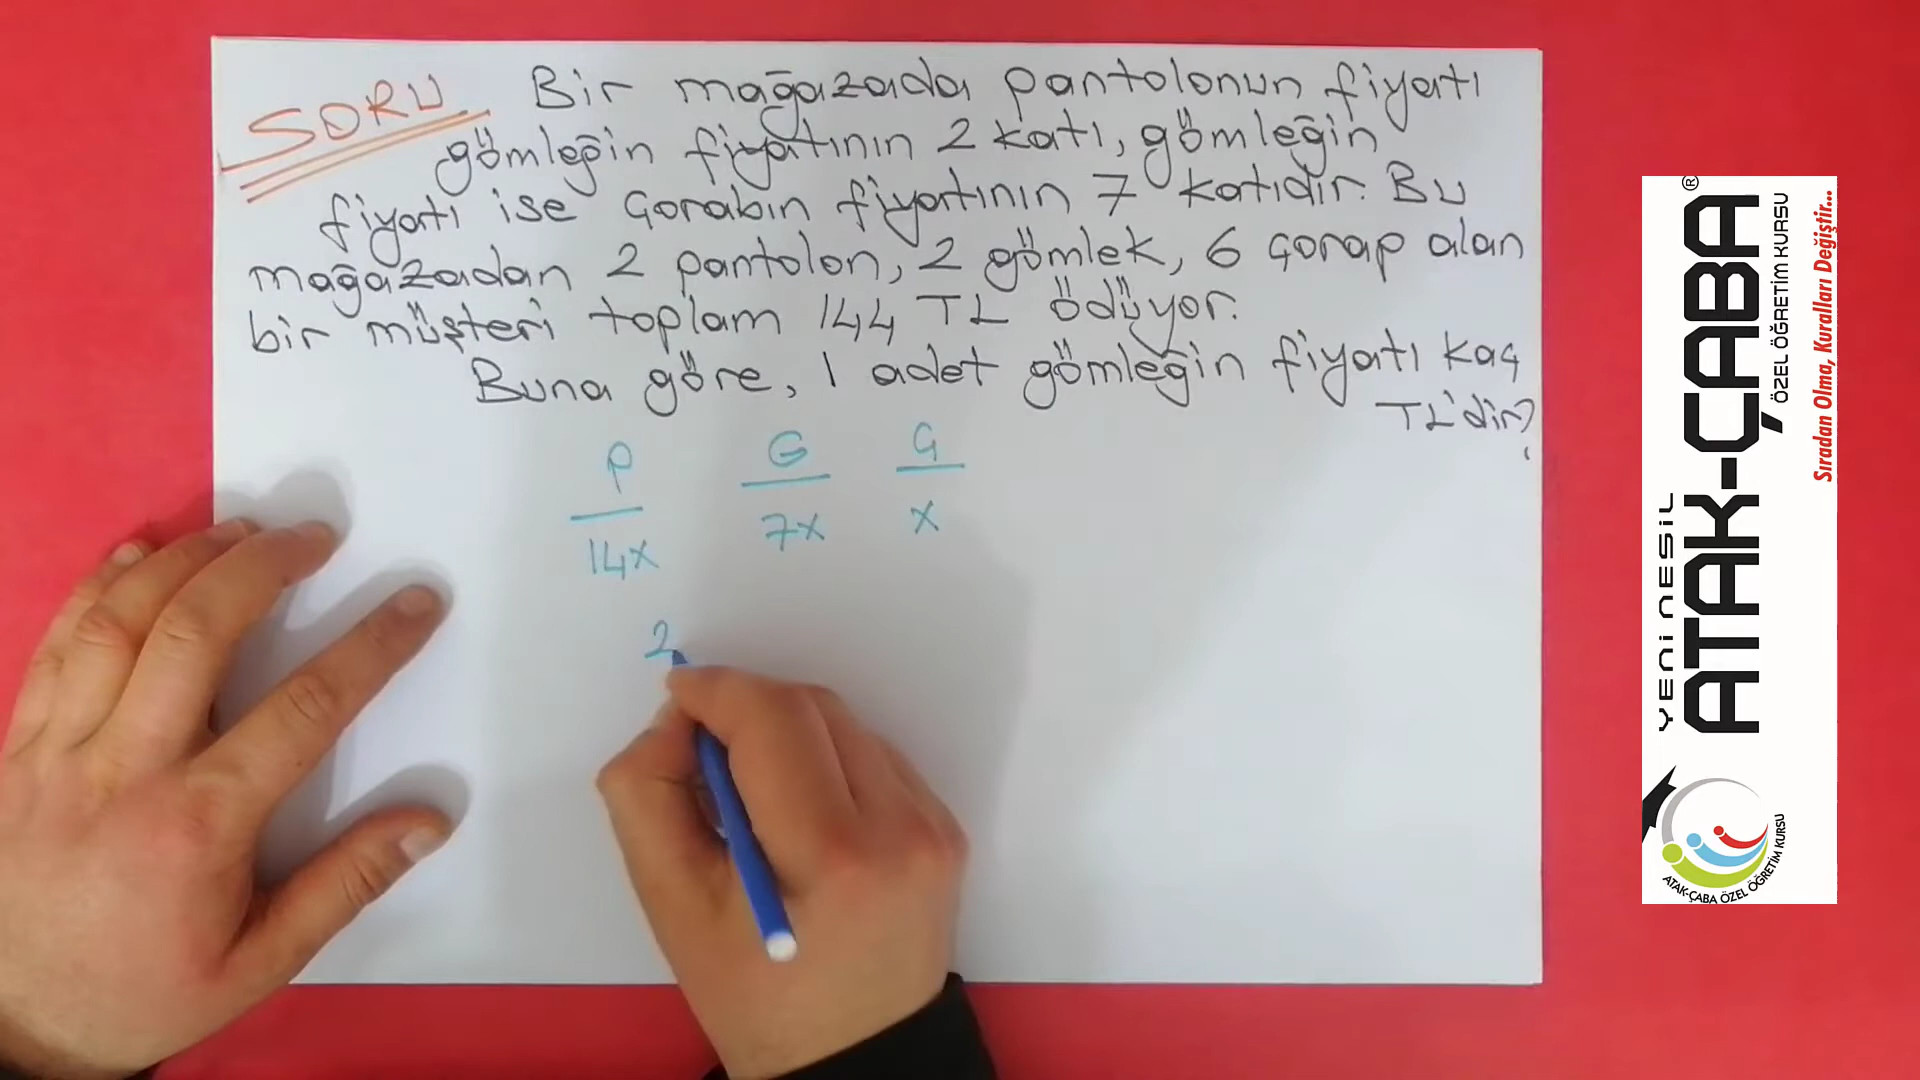 SORU
Bir mağazada pantolonun fiyatı
gömleğin fiyatının 2 katı, gömleğin
fiyatı ise çorabın fiyatının 7 katıdır. Bu
mağazadan 2 pantolon, 2 gömlek, 6 çorap alan
bir müşteri toplam 144 TL ödüyor.
Buna göre, 1 adet gömleğin fiyatı kaç
TL'dir?
P G Ç
14x 7x x
2
YENİ NESİL
ATAK-ÇABA®
ÖZEL ÖĞRETİM KURSU
Sıradan Olma, Kuralları Değiştir...
ATAK-ÇABA ÖZEL ÖĞRETİM KURSU